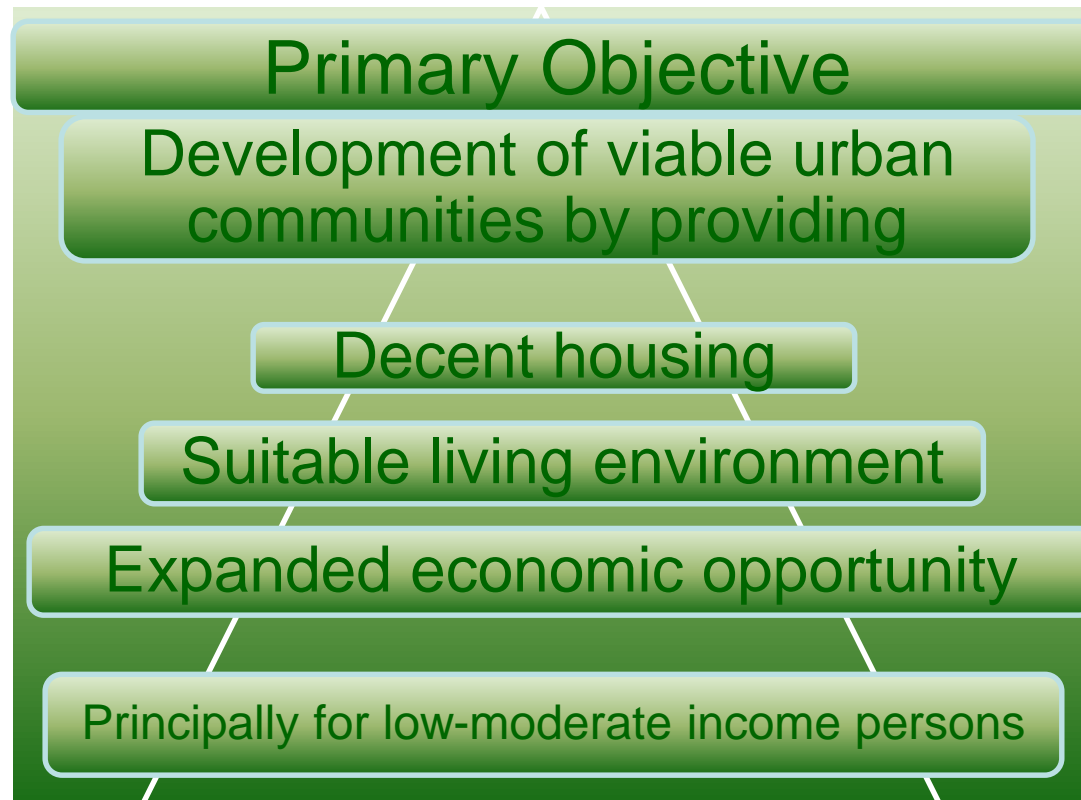 Primary Objective
Development of viable urban
communities by providing
Decent housing
Suitable living environment
Expanded economic opportunity
Principally for low-moderate income persons